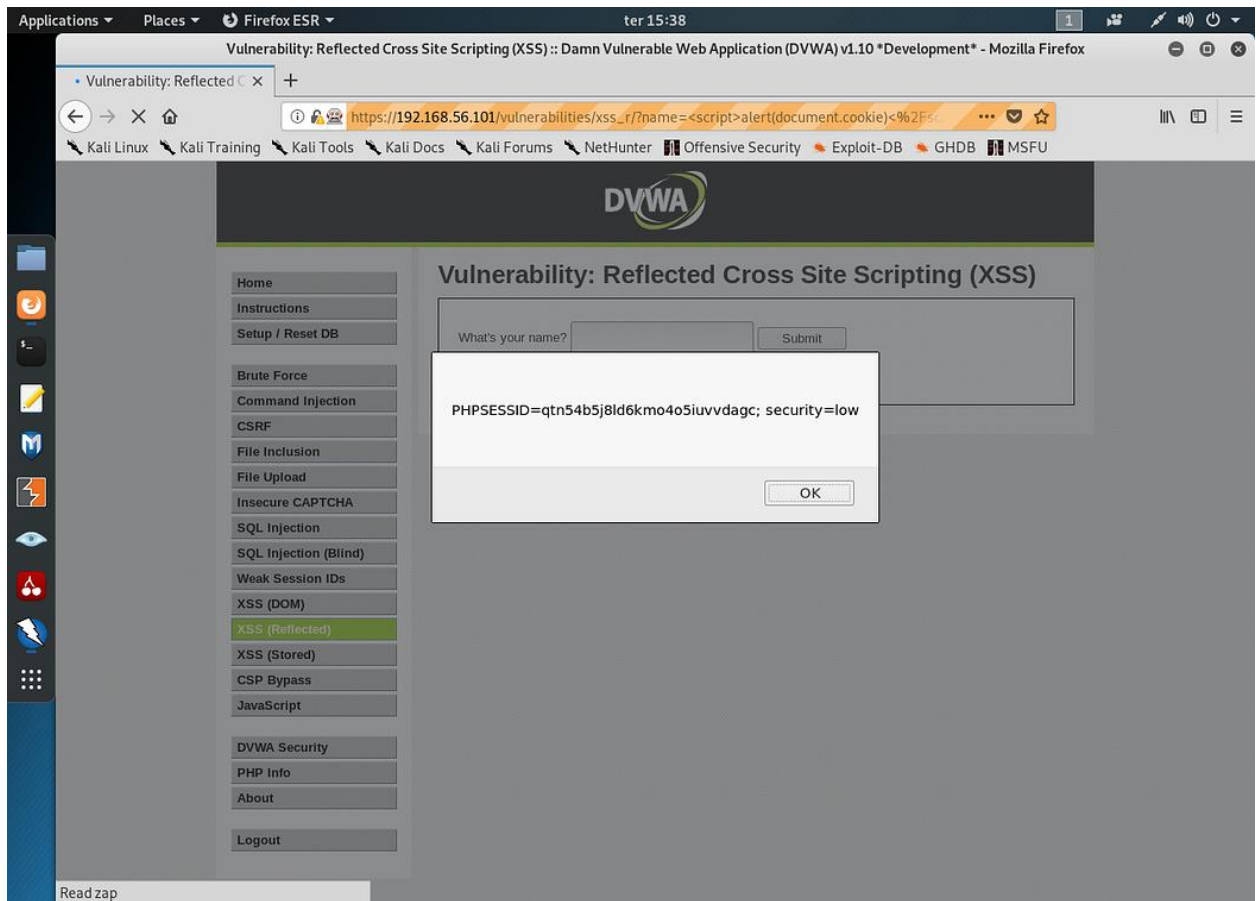 Applications Places Firefox ESR ter 15:38 1
Vulnerability: Reflected Cross Site Scripting (XSS) :: Damn Vulnerable Web Application (DVWA) v1.10 *Development* - Mozilla Firefox
Vulnerability: Reflected C
https://192.168.56.101/vulnerabilities/xss_r/?name=<script>alert(document.cookie)<%2Fsc
Kali Linux Kali Training Kali Tools Kali Docs Kali Forums NetHunter Offensive Security Exploit-DB GHDB MSFU
DVWA
Vulnerability: Reflected Cross Site Scripting (XSS)
What's your name? Submit
PHPSESSID=qtn54b5j8ld6kmo4o5iuvvdagc; security=low
OK
Home
Instructions
Setup / Reset DB
Brute Force
Command Injection
CSRF
File Inclusion
File Upload
Insecure CAPTCHA
SQL Injection
SQL Injection (Blind)
Weak Session IDs
XSS (DOM)
XSS (Reflected)
XSS (Stored)
CSP Bypass
JavaScript
DVWA Security
PHP Info
About
Logout
Read zap